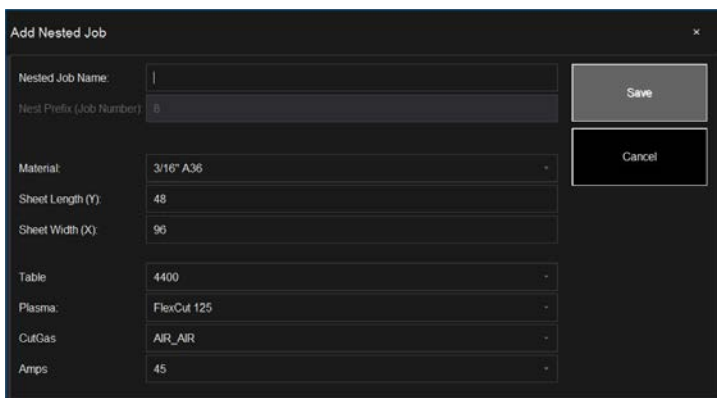 Add Nested Job ×
Nested Job Name:
Save
Nest Prefix (Job Number) 8
Cancel
Material: 3/16" A36
Sheet Length (Y): 48
Sheet Width (X): 96
Table 4400
Plasma: FlexCut 125
CutGas AIR_AIR
Amps 45